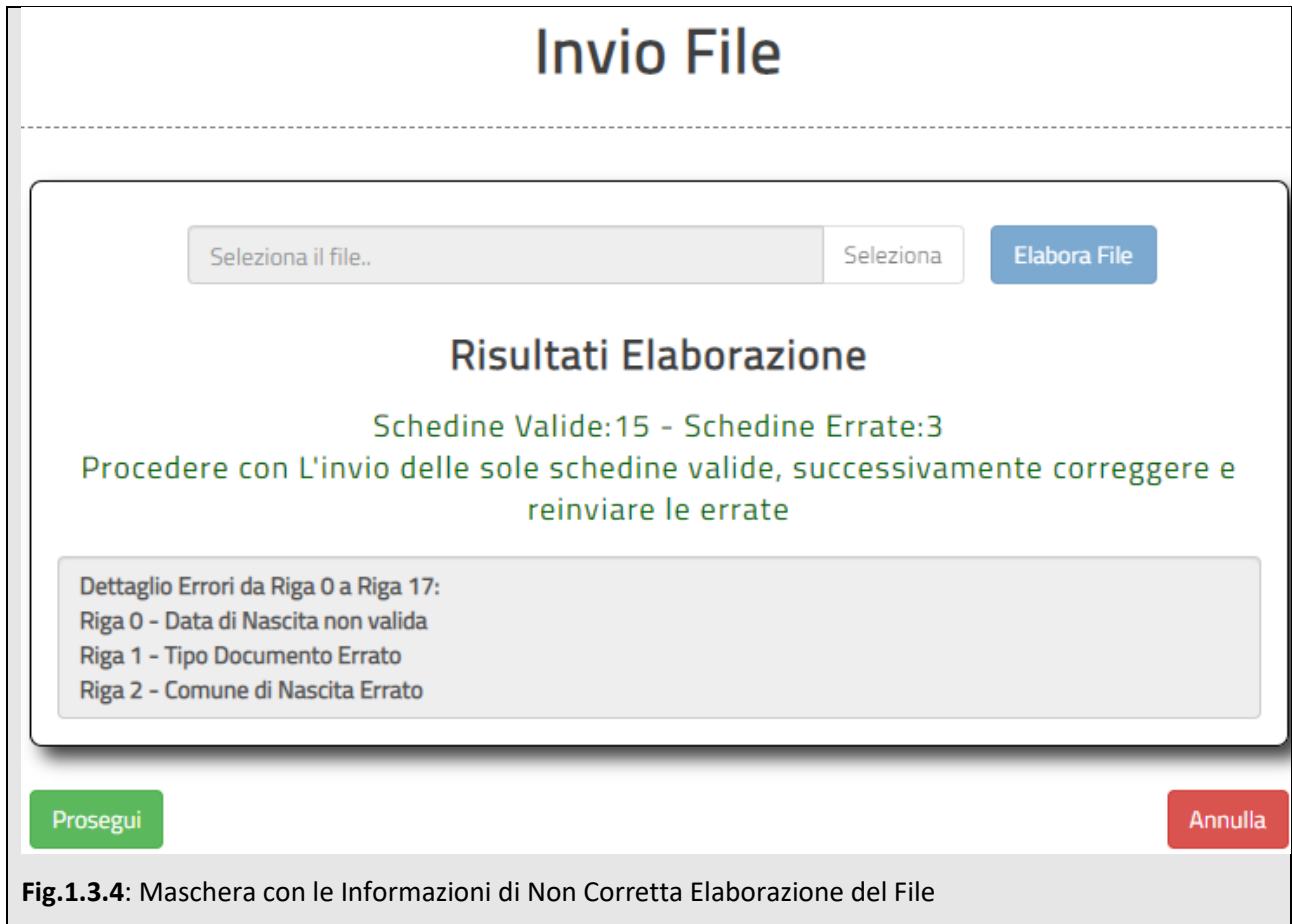 Invio File
Seleziona il file..
Seleziona
Elabora File
Risultati Elaborazione
Schedine Valide:15 - Schedine Errate:3
Procedere con L'invio delle sole schedine valide, successivamente correggere e
reinviare le errate
Dettaglio Errori da Riga 0 a Riga 17:
Riga 0 - Data di Nascita non valida
Riga 1 - Tipo Documento Errato
Riga 2 - Comune di Nascita Errato
Prosegui
Annulla
Fig.1.3.4: Maschera con le Informazioni di Non Corretta Elaborazione del File